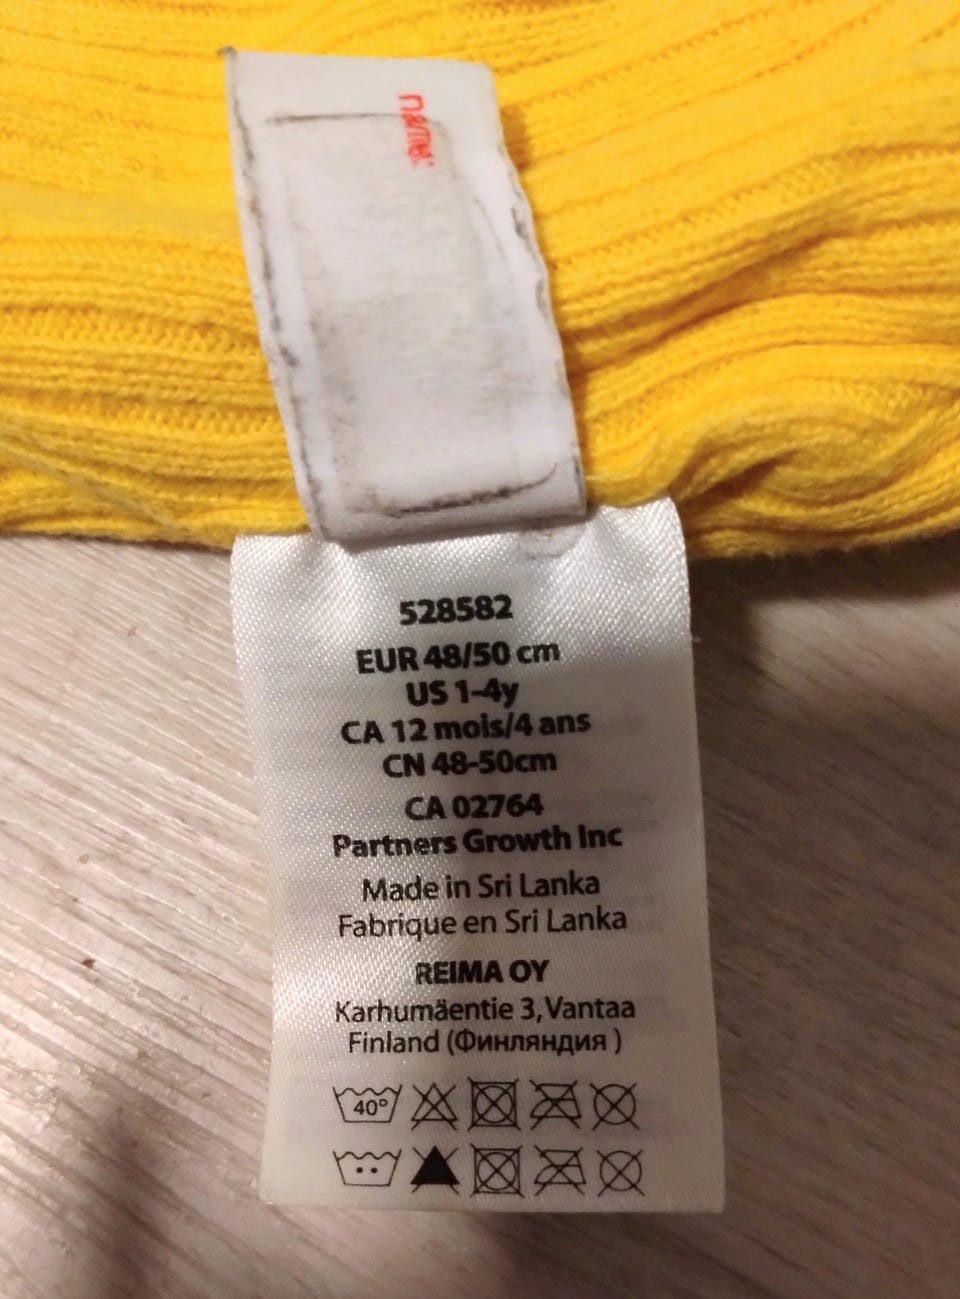 name:
528582
EUR 48/50 cm
US 1-4y
CA 12 mois/4 ans
CN 48-50cm
CA 02764
Partners Growth Inc
Made in Sri Lanka
Fabrique en Sri Lanka
REIMA OY
Karhumäentie 3, Vantaa
Finland (Финляндия )
40°